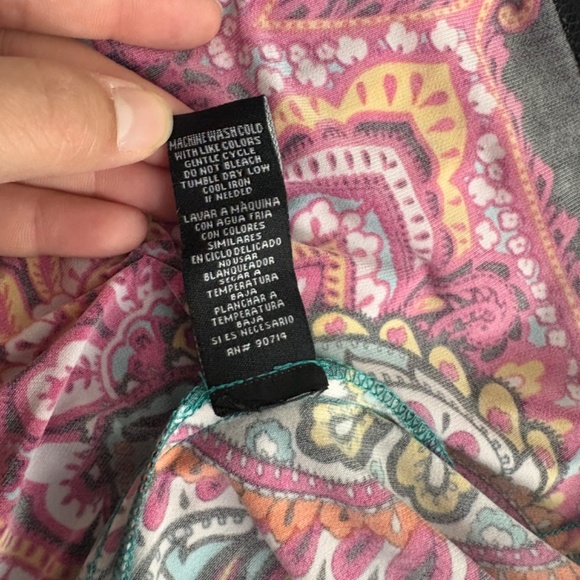 MACHINE WASH COLD
WITH LIKE COLORS
GENTLE CYCLE
DO NOT BLEACH
TUMBLE DRY LOW
COOL IRON
IF NEEDED
LAVAR A MÀQUINA
CON AGUA FRIA
CON COLORES
SIMILARES
EN CICLO DELICADO
NO USAR
BLANQUEADOR
SECAR A
TEMPERATURA
BAJA
PLANCHAR A
TEMPERATURA
BAJA
SI ES NECESARIO
RN# 90714